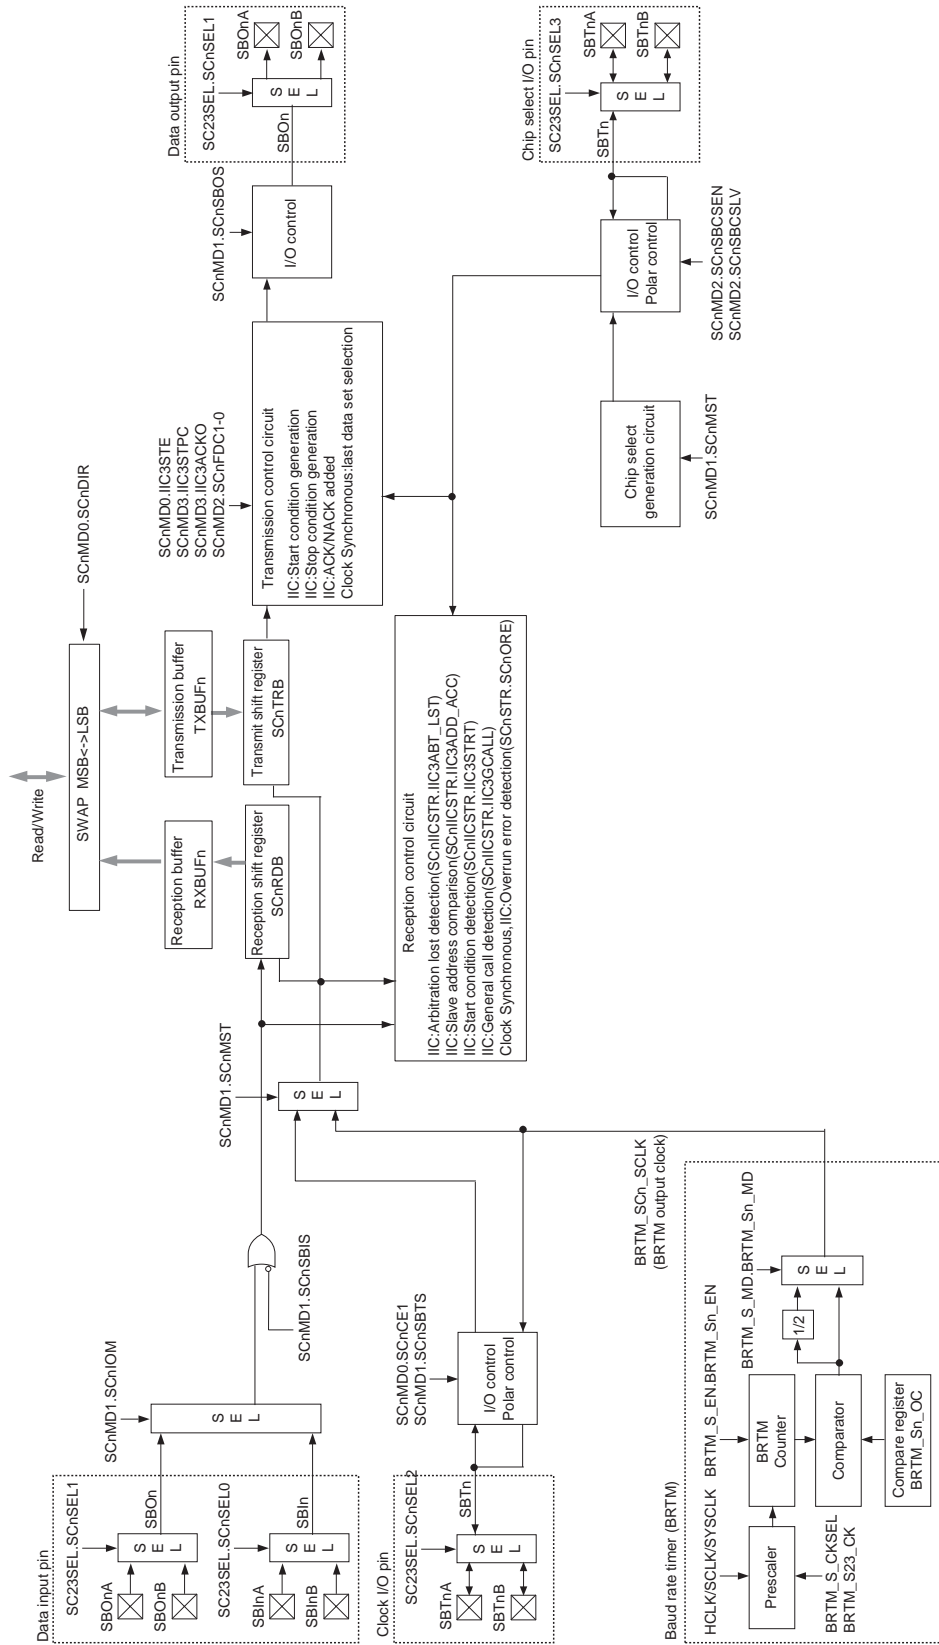 Data input pin
SC23SEL.SCnSEL1
SBOnA
SBOnB
SEL
SBOn
SC23SEL.SCnSEL0
SBInA
SBInB
SEL
SBIn
SCnMD1.SCnIOM
SEL
SCnMD1.SCnSBIS
Clock I/O pin
SC23SEL.SCnSEL2
SBTnA
SBTnB
SEL
SBTn
SCnMD0.SCnCE1
SCnMD1.SCnSBTS
I/O control
Polar control
Baud rate timer (BRTM)
HCLK/SCLK/SYSCLK
Prescaler
BRTM_S_CKSEL
BRTM_S23_CK
BRTM_S_EN.BRTM_Sn_EN
BRTM
Counter
Comparator
Compare register
BRTM_Sn_OC
1/2
BRTM_S_MD.BRTM_Sn_MD
SEL
BRTM_SCn_SCLK
(BRTM output clock)
SCnMD1.SCnMST
SEL
Read/Write
SWAP MSB<->LSB
SCnMD0.SCnDIR
Reception buffer
RXBUFn
Transmission buffer
TXBUFn
Reception shift register
SCnRDB
Transmit shift register
SCnTRB
Reception control circuit
IIC:Arbitration lost detection(SCnIICSTR.IIC3ABT_LST)
IIC:Slave address comparison(SCnIICSTR.IIC3ADD_ACC)
IIC:Start condition detection(SCnIICSTR.IIC3STRT)
IIC:General call detection(SCnIICSTR.IIC3GCALL)
Clock Synchronous,IIC:Overrun error detection(SCnSTR.SCnORE)
SCnMD0.IIC3STE
SCnMD3.IIC3STPC
SCnMD3.IIC3ACKO
SCnMD2.SCnFDC1-0
Transmission control circuit
IIC:Start condition generation
IIC:Stop condition generation
IIC:ACK/NACK added
Clock Synchronous:last data set selection
SCnMD1.SCnSBOS
I/O control
Data output pin
SC23SEL.SCnSEL1
SBOn
SEL
SBOnA
SBOnB
Chip select
generation circuit
SCnMD1.SCnMST
I/O control
Polar control
SCnMD2.SCnSBCSEN
SCnMD2.SCnSBCSLV
Chip select I/O pin
SC23SEL.SCnSEL3
SBTn
SEL
SBTnA
SBTnB